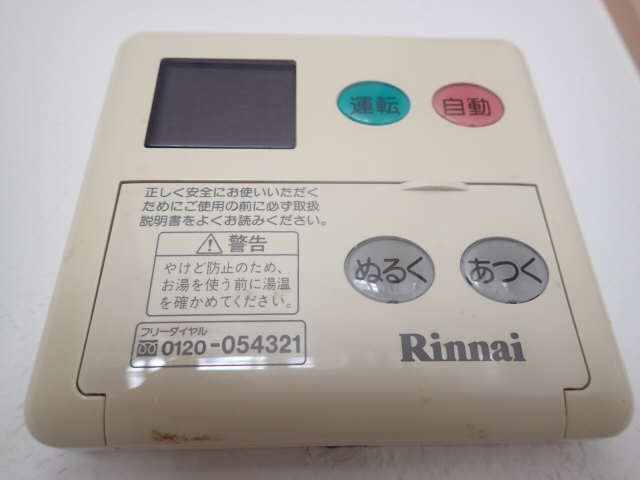 運転
自動
正しく安全にお使いいただく
ためにご使用の前に必ず取扱
説明書をよくお読みください。
警告
やけど防止のため、
お湯を使う前に湯温
を確かめてください。
ぬるく
あつく
フリーダイヤル
0120-054321
Rinnai